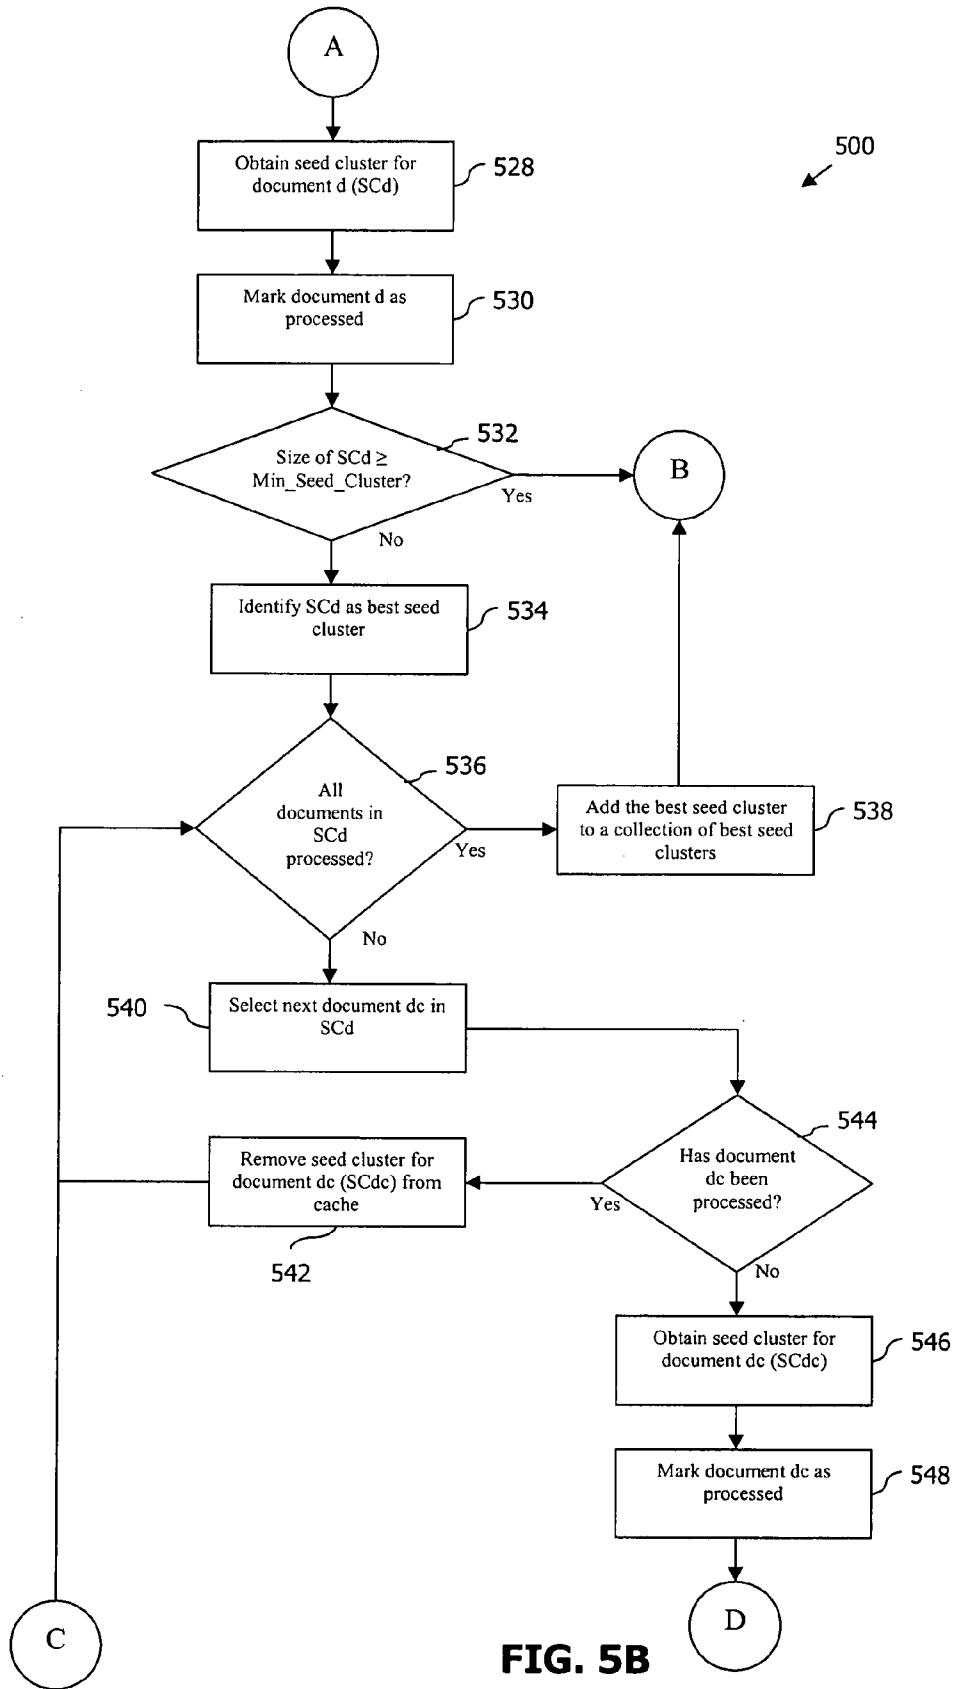 A
Obtain seed cluster for
document d (SCd)
528
500
Mark document d as
processed
530
Size of SCd ≥
Min_Seed_Cluster?
532
Yes
B
No
Identify SCd as best seed
cluster
534
All
documents in
SCd
processed?
536
Yes
Add the best seed cluster
to a collection of best seed
clusters
538
No
540
Select next document dc in
SCd
Has document
dc been
processed?
544
Yes
Remove seed cluster for
document dc (SCdc) from
cache
542
No
Obtain seed cluster for
document dc (SCdc)
546
Mark document dc as
processed
548
C
D
FIG. 5B